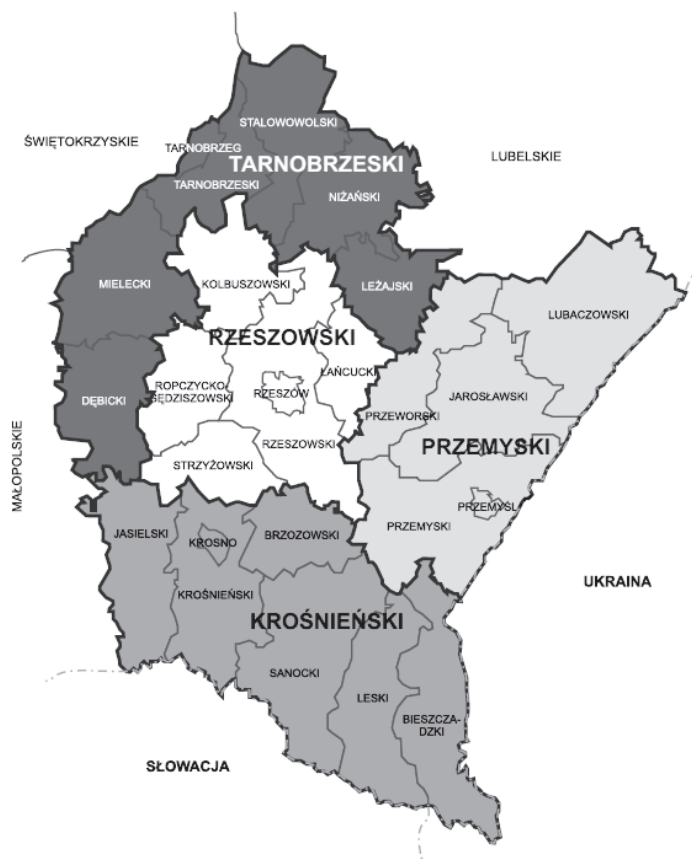 STALOWOWOLSKI
ŚWIĘTOKRZYSKIE
TARNOBRZEG
LUBELSKIE
TARNOBRZESKI
TARNOBRZESKI
NIŻAŃSKI
MIELECKI
KOLBUSZOWSKI
LEŻAJSKI
LUBACZOWSKI
RZESZOWSKI
ŁAŃCUCKI
ROPCZYCKO-
SĘDZISZOWSKI
RZESZÓW
DĘBICKI
JAROSŁAWSKI
PRZEWORSKI
RZESZOWSKI
PRZEMYSKI
STRZYŻOWSKI
MAŁOPOLSKIE
PRZEMYŚL
PRZEMYSKI
JASIELSKI
KROSNO
BRZOZOWSKI
UKRAINA
KROŚNIEŃSKI
KROŚNIEŃSKI
SANOCKI
LESKI
BIESZCZA-
DZKI
SŁOWACJA